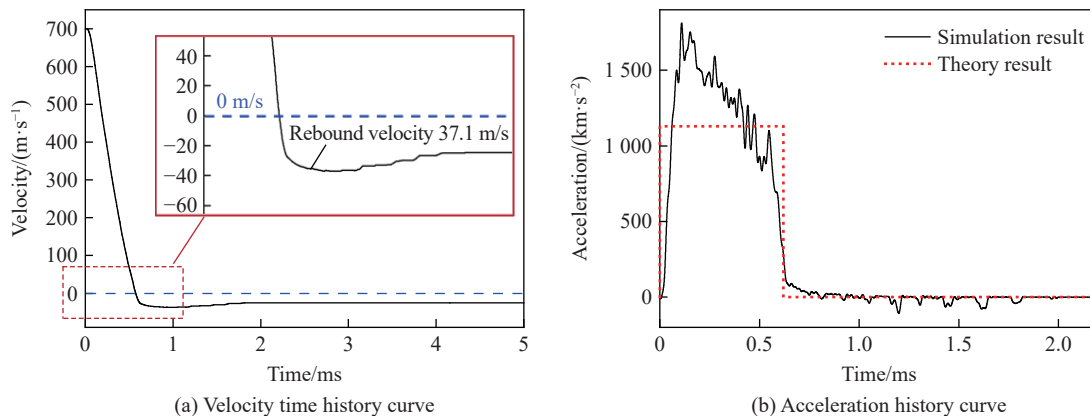 700
600
500
400
300
200
100
0
Velocity/(m·s⁻¹)
40
20
0
−20
−40
−60
0 m/s
Rebound velocity 37.1 m/s
0
1
2
3
4
5
Time/ms
(a) Velocity time history curve
1 500
1 000
500
0
Acceleration/(km·s⁻²)
Simulation result
Theory result
0
0.5
1.0
1.5
2.0
Time/ms
(b) Acceleration history curve